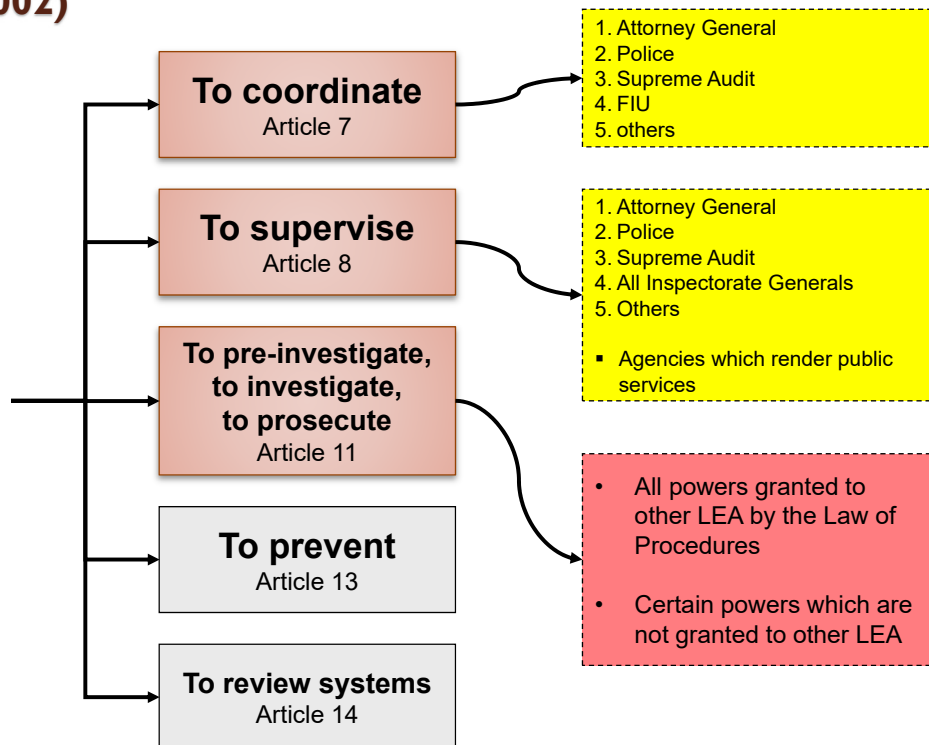 002)
To coordinate
Article 7
1. Attorney General
2. Police
3. Supreme Audit
4. FIU
5. others
To supervise
Article 8
1. Attorney General
2. Police
3. Supreme Audit
4. All Inspectorate Generals
5. Others
▪ Agencies which render public
services
To pre-investigate,
to investigate,
to prosecute
Article 11
• All powers granted to
other LEA by the Law of
Procedures
• Certain powers which are
not granted to other LEA
To prevent
Article 13
To review systems
Article 14